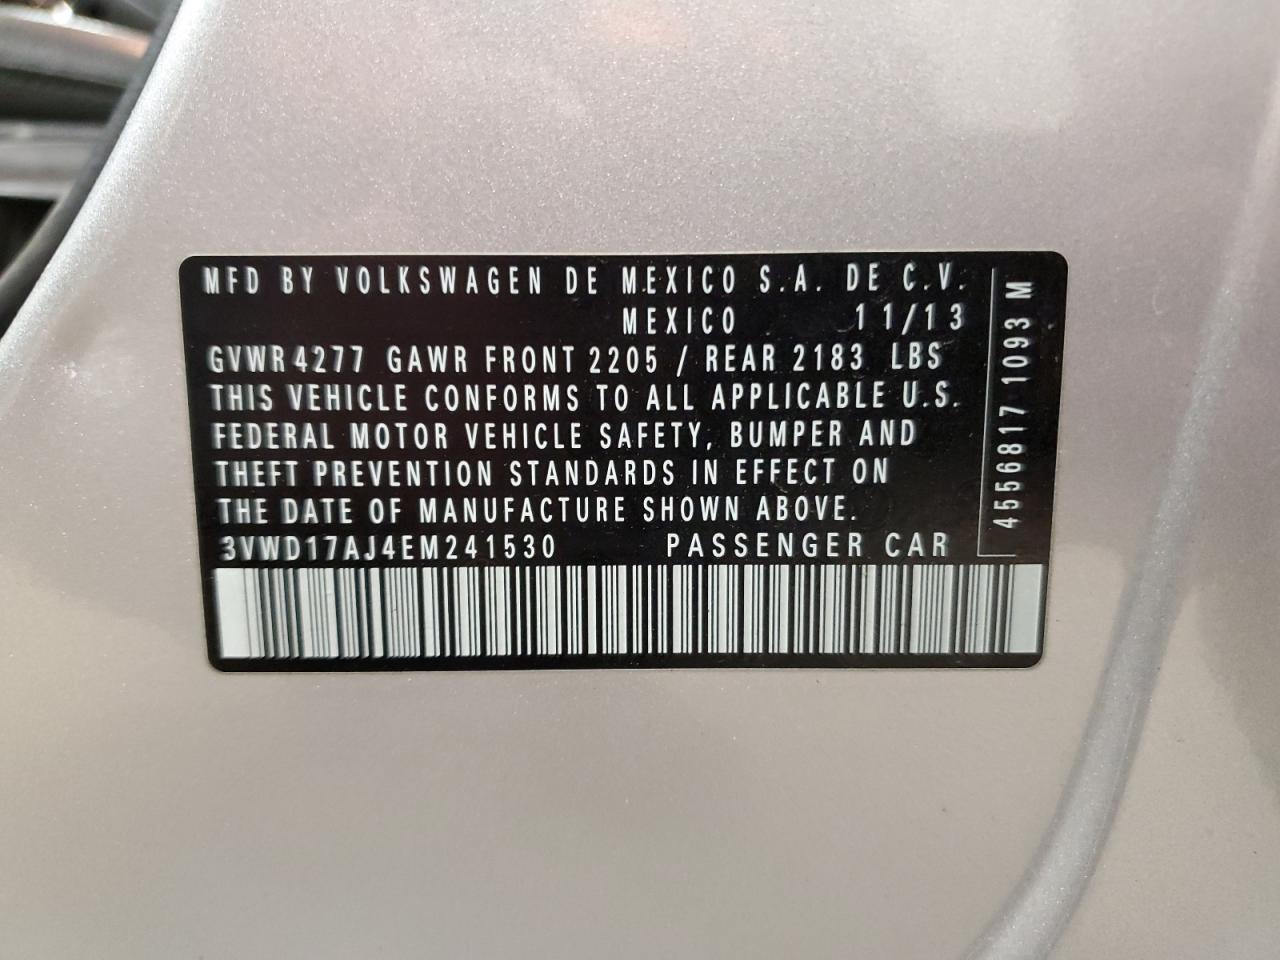 MFD BY VOLKSWAGEN DE MEXICO S.A. DE C.V.
MEXICO 11/13
GVWR 4277 GAWR FRONT 2205 / REAR 2183 LBS
THIS VEHICLE CONFORMS TO ALL APPLICABLE U.S.
FEDERAL MOTOR VEHICLE SAFETY, BUMPER AND
THEFT PREVENTION STANDARDS IN EFFECT ON
THE DATE OF MANUFACTURE SHOWN ABOVE.
3VWD17AJ4EM241530 PASSENGER CAR
4556817 1093 M